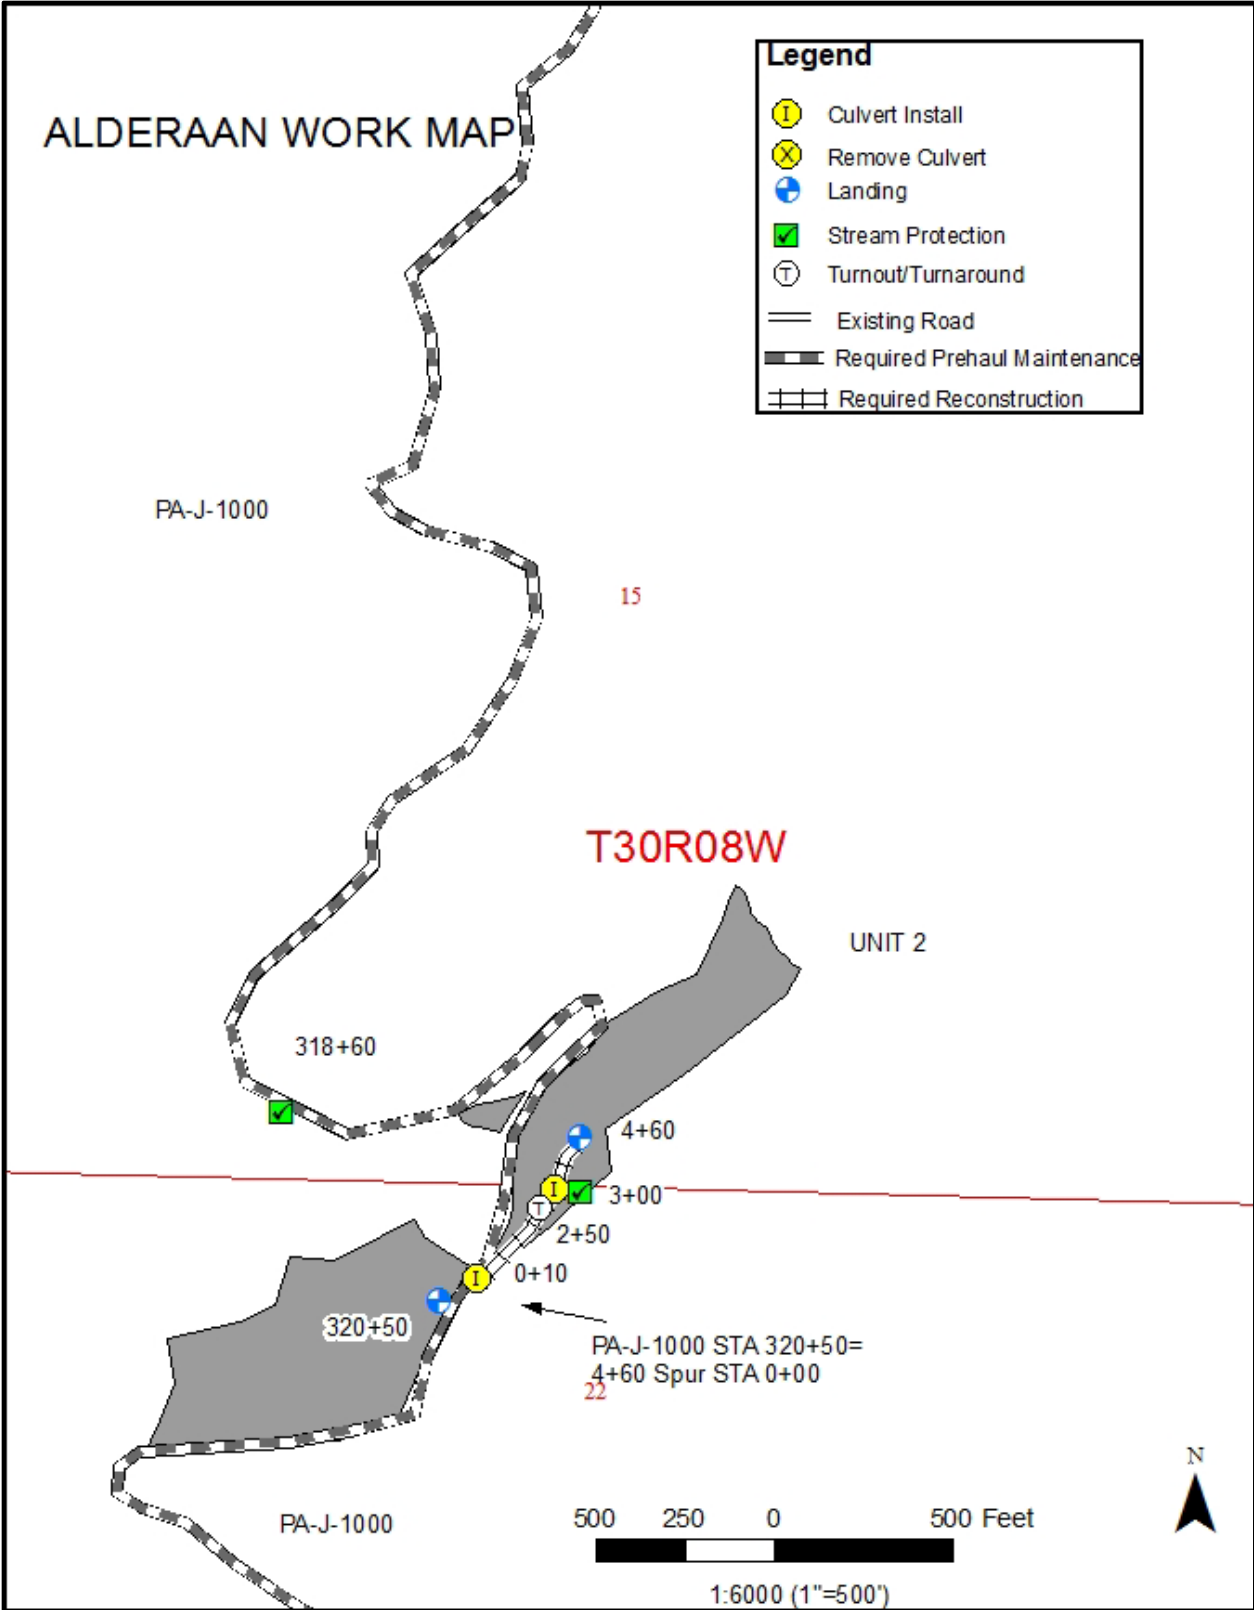 ALDERAAN WORK MAP
Legend
I Culvert Install
X Remove Culvert
Landing
Stream Protection
T Turnout/Turnaround
Existing Road
Required Prehaul Maintenance
Required Reconstruction
PA-J-1000
15
T30R08W
UNIT 2
318+60
4+60
I
3+00
T
2+50
I
0+10
320+50
PA-J-1000 STA 320+50=
4+60 Spur STA 0+00
22
N
PA-J-1000
500 250 0 500 Feet
1:6000 (1"=500')